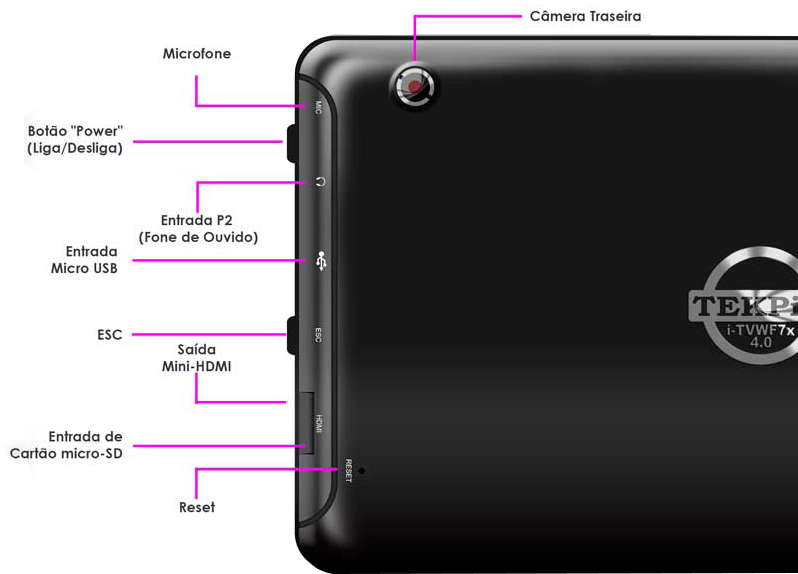 Câmera Traseira
Microfone
MIC
Botão "Power"
(Liga/Desliga)
Entrada P2
(Fone de Ouvido)
Entrada
Micro USB
TEKPi
i-TVWF7x
4.0
ESC
ESC
Saída
Mini-HDMI
HDMI
Entrada de
Cartão micro-SD
RESET
Reset